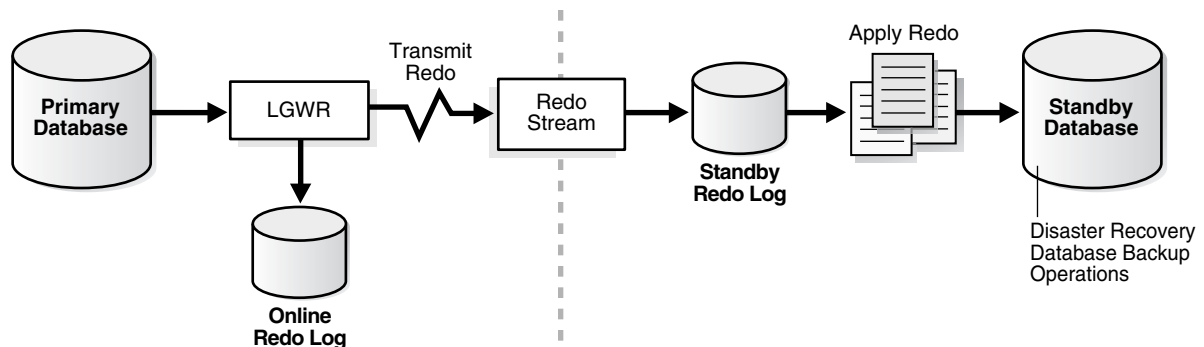 Primary
Database
LGWR
Online
Redo Log
Transmit
Redo
Redo
Stream
Standby
Redo Log
Apply Redo
Standby
Database
Disaster Recovery
Database Backup
Operations